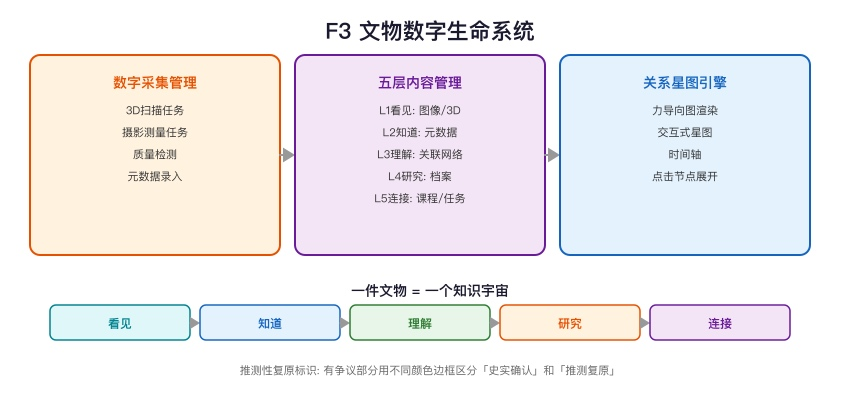 F3 文物数字生命系统
数字采集管理
3D扫描任务
摄影测量任务
质量检测
元数据录入
五层内容管理
L1看见: 图像/3D
L2知道: 元数据
L3理解: 关联网络
L4研究: 档案
L5连接: 课程/任务
关系星图引擎
力导向图渲染
交互式星图
时间轴
点击节点展开
一件文物 = 一个知识宇宙
看见
知道
理解
研究
连接
推测性复原标识: 有争议部分用不同颜色边框区分「史实确认」和「推测复原」